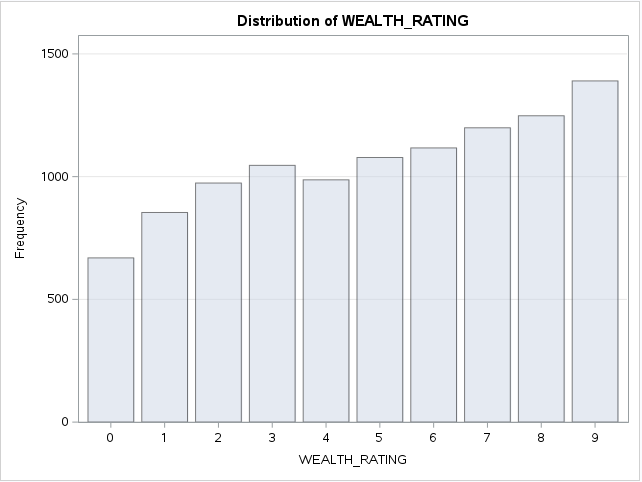 Distribution of WEALTH_RATING
1500
1000
500
0
Frequency
0 1 2 3 4 5 6 7 8 9
WEALTH_RATING